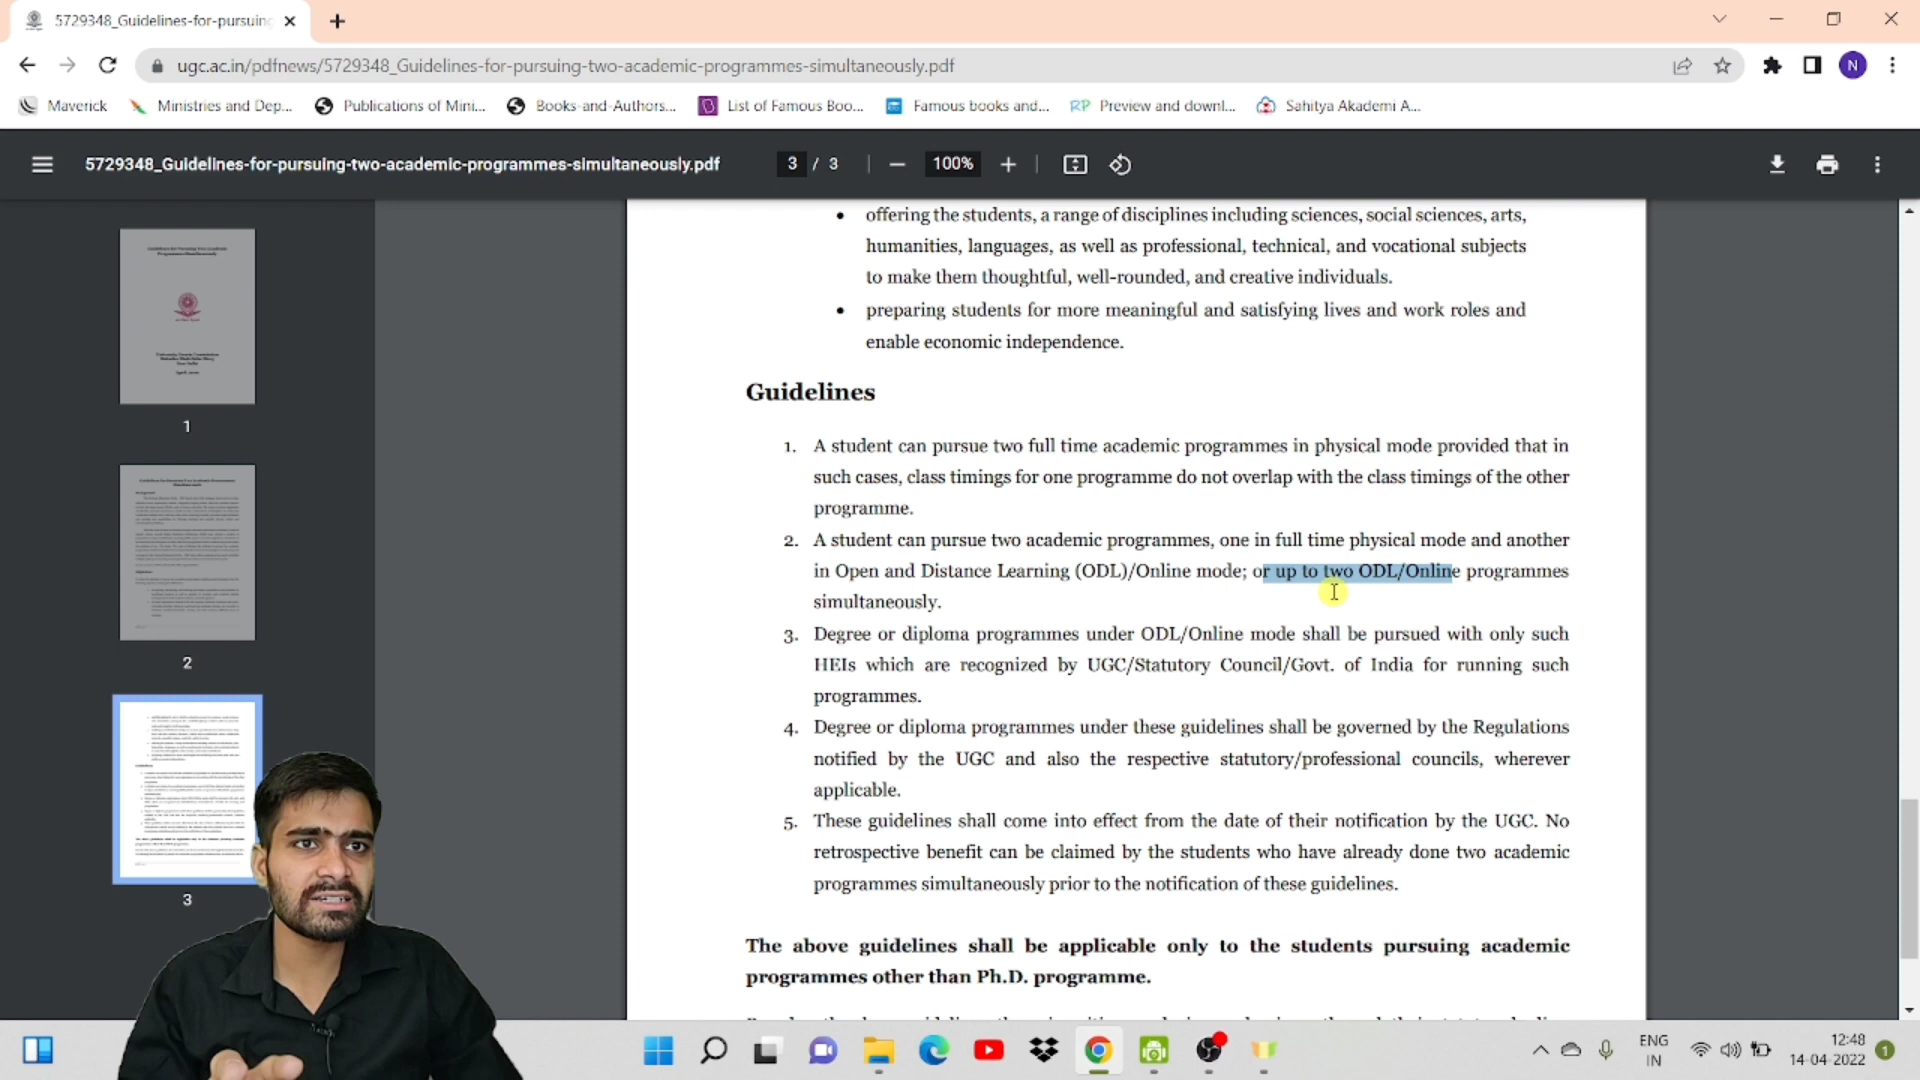 5729348_Guidelines-for-pursuing
ugc.ac.in/pdfnews/5729348_Guidelines-for-pursuing-two-academic-programmes-simultaneously.pdf
N
Maverick
Ministries and Dep...
Publications of Mini...
Books-and-Authors...
List of Famous Boo...
Famous books and...
RP
Preview and downl...
Sahitya Akademi A...
5729348_Guidelines-for-pursuing-two-academic-programmes-simultaneously.pdf
3 / 3
100%
1
2
3
• offering the students, a range of disciplines including sciences, social sciences, arts,
humanities, languages, as well as professional, technical, and vocational subjects
to make them thoughtful, well-rounded, and creative individuals.
• preparing students for more meaningful and satisfying lives and work roles and
enable economic independence.
Guidelines
1. A student can pursue two full time academic programmes in physical mode provided that in
such cases, class timings for one programme do not overlap with the class timings of the other
programme.
2. A student can pursue two academic programmes, one in full time physical mode and another
in Open and Distance Learning (ODL)/Online mode; or up to two ODL/Online programmes
simultaneously.
3. Degree or diploma programmes under ODL/Online mode shall be pursued with only such
HEIs which are recognized by UGC/Statutory Council/Govt. of India for running such
programmes.
4. Degree or diploma programmes under these guidelines shall be governed by the Regulations
notified by the UGC and also the respective statutory/professional councils, wherever
applicable.
5. These guidelines shall come into effect from the date of their notification by the UGC. No
retrospective benefit can be claimed by the students who have already done two academic
programmes simultaneously prior to the notification of these guidelines.
The above guidelines shall be applicable only to the students pursuing academic
programmes other than Ph.D. programme.
ENG
IN
12:48
14-04-2022
1